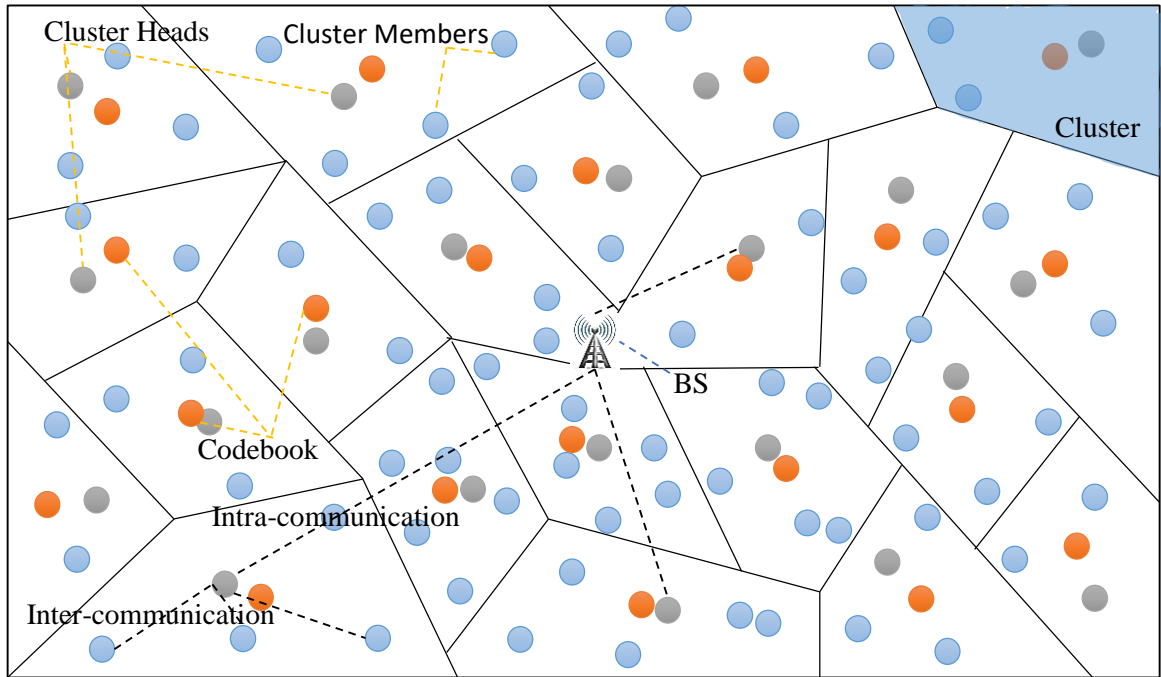 Cluster Heads
Cluster Members
Cluster
BS
Codebook
Intra-communication
Inter-communication